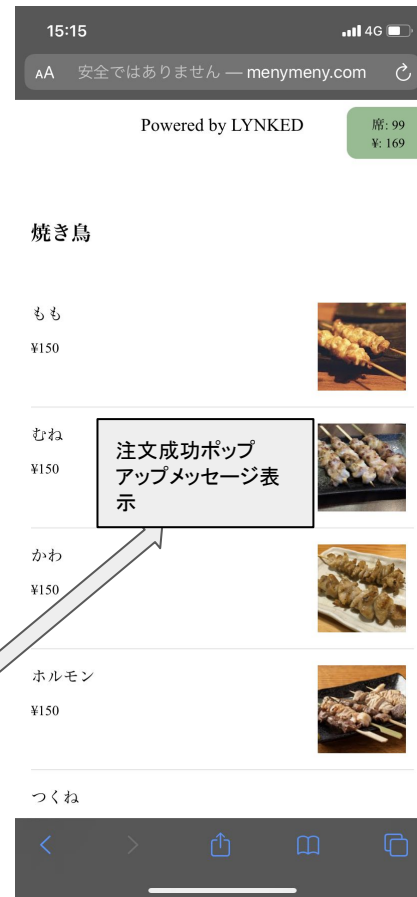 15:15
4G
AA 安全ではありません — menymeny.com
Powered by LYNKED
席: 99
¥: 169
焼き鳥
もも
¥150
むね
¥150
注文成功ポップ
アップメッセージ表
示
かわ
¥150
ホルモン
¥150
つくね